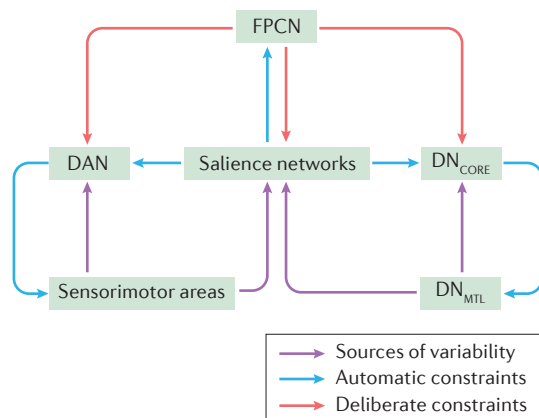 FPCN
DAN
Salience networks
DN CORE
Sensorimotor areas
DN MTL
Sources of variability
Automatic constraints
Deliberate constraints